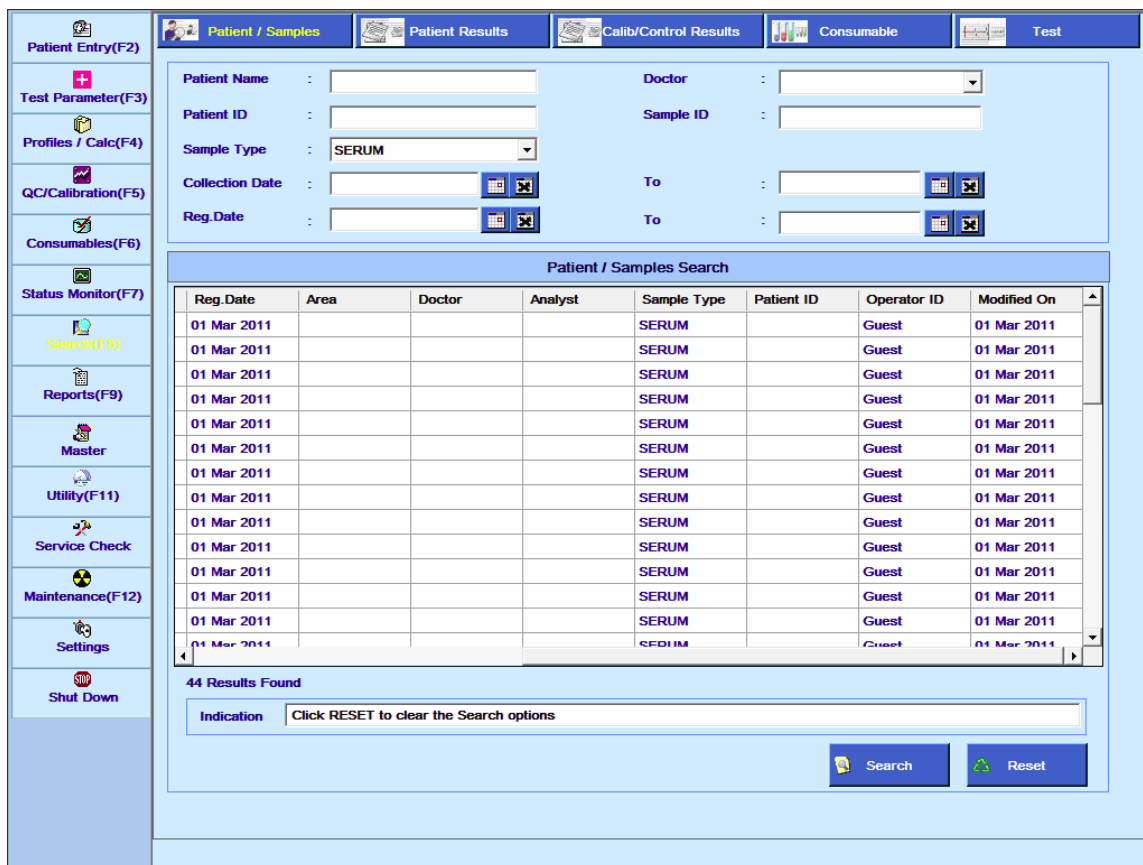 Patient Entry(F2)
Test Parameter(F3)
Profiles / Calc(F4)
QC/Calibration(F5)
Consumables(F6)
Status Monitor(F7)
Search(F8)
Reports(F9)
Master
Utility(F11)
Service Check
Maintenance(F12)
Settings
STOP
Shut Down
Patient / Samples Patient Results Calib/Control Results Consumable Test
Patient Name : Doctor :
Patient ID : Sample ID :
Sample Type : SERUM
Collection Date : To :
Reg.Date : To :
Patient / Samples Search
Reg.Date Area Doctor Analyst Sample Type Patient ID Operator ID Modified On
01 Mar 2011 SERUM Guest 01 Mar 2011
01 Mar 2011 SERUM Guest 01 Mar 2011
01 Mar 2011 SERUM Guest 01 Mar 2011
01 Mar 2011 SERUM Guest 01 Mar 2011
01 Mar 2011 SERUM Guest 01 Mar 2011
01 Mar 2011 SERUM Guest 01 Mar 2011
01 Mar 2011 SERUM Guest 01 Mar 2011
01 Mar 2011 SERUM Guest 01 Mar 2011
01 Mar 2011 SERUM Guest 01 Mar 2011
01 Mar 2011 SERUM Guest 01 Mar 2011
01 Mar 2011 SERUM Guest 01 Mar 2011
01 Mar 2011 SERUM Guest 01 Mar 2011
01 Mar 2011 SERUM Guest 01 Mar 2011
01 Mar 2011 SERUM Guest 01 Mar 2011
44 Results Found
Indication Click RESET to clear the Search options
Search Reset